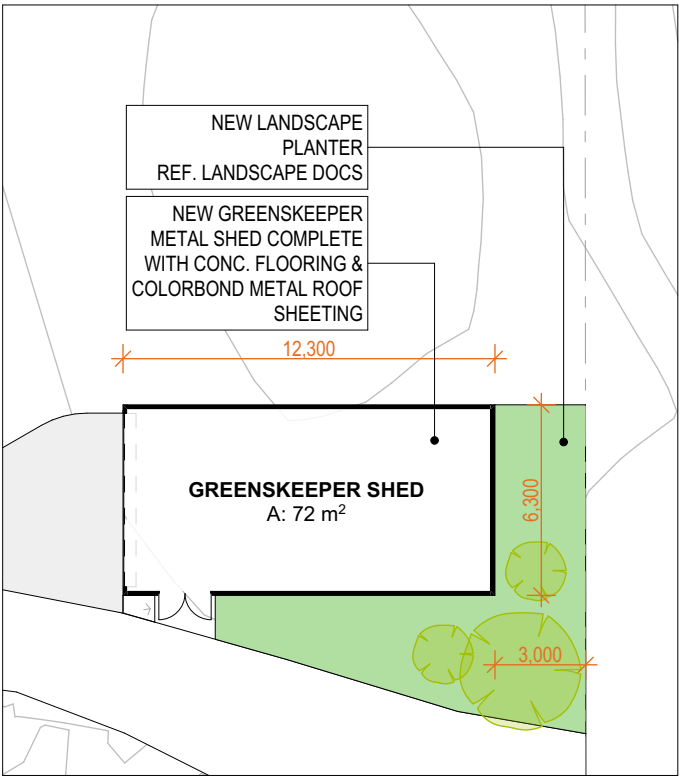 NEW LANDSCAPE
PLANTER
REF. LANDSCAPE DOCS
NEW GREENSKEEPER
METAL SHED COMPLETE
WITH CONC. FLOORING &
COLORBOND METAL ROOF
SHEETING
12,300
GREENSKEEPER SHED
A: 72 m²
6,300
3,000